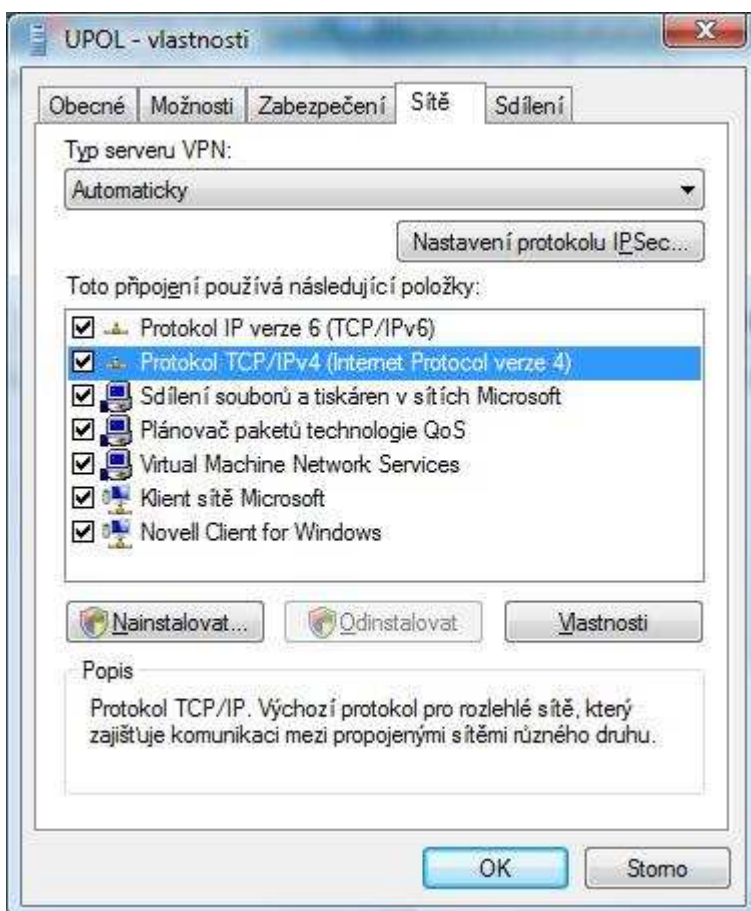 UPOL - vlastnosti
Obecné Možnosti Zabezpečení Sítě Sdílení
Typ serveru VPN:
Automaticky
Nastavení protokolu IPSec...
Toto připojení používá následující položky:
Protokol IP verze 6 (TCP/IPv6)
Protokol TCP/IPv4 (Internet Protocol verze 4)
Sdílení souborů a tiskáren v sítích Microsoft
Plánovač paketů technologie QoS
Virtual Machine Network Services
Klient sítě Microsoft
Novell Client for Windows
Nainstalovat... Odinstalovat Vlastnosti
Popis
Protokol TCP/IP. Výchozí protokol pro rozlehlé sítě, který
zajišťuje komunikaci mezi propojenými sítěmi různého druhu.
OK Storno